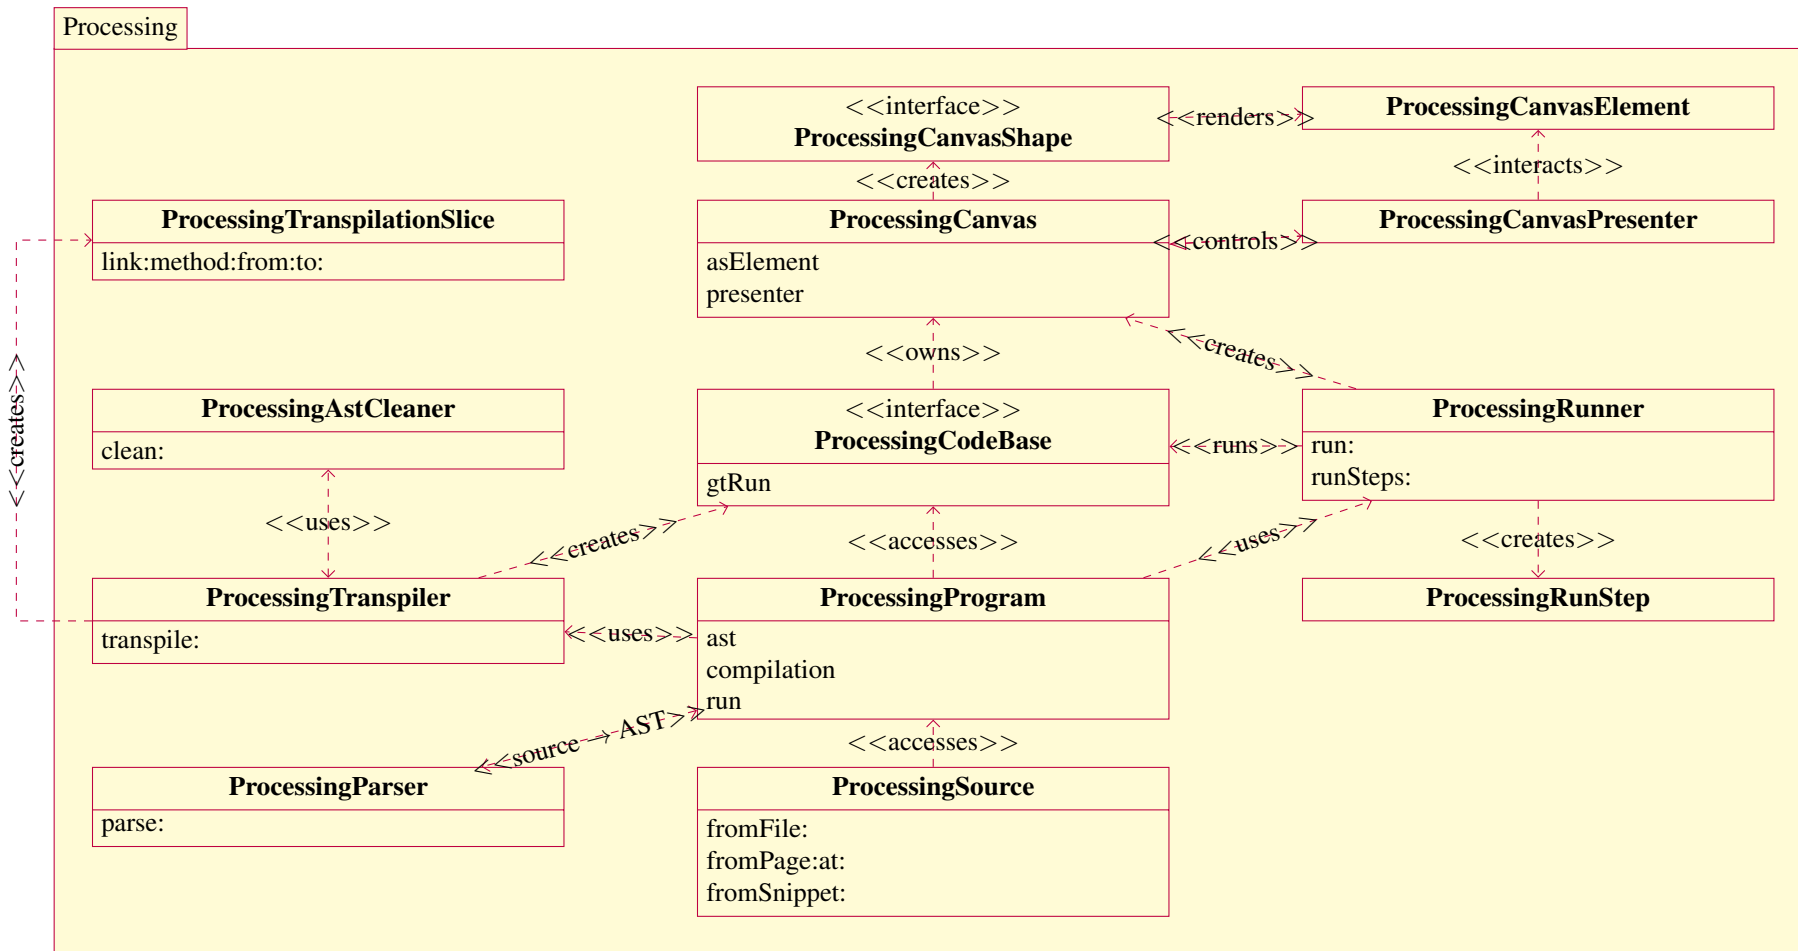 Processing
<<interface>>
ProcessingCanvasShape
<<renders>>
ProcessingCanvasElement
<<creates>>
<<interacts>>
ProcessingTranspilationSlice
link:method:from:to:
ProcessingCanvas
asElement
presenter
<<controls>>
ProcessingCanvasPresenter
<<owns>>
<<creates>>
<<creates>>
ProcessingAstCleaner
clean:
<<interface>>
ProcessingCodeBase
gtRun
<<runs>>
ProcessingRunner
run:
runSteps:
<<uses>>
<<creates>>
<<accesses>>
<<uses>>
<<creates>>
ProcessingTranspiler
transpile:
<<uses>>
ProcessingProgram
ast
compilation
run
ProcessingRunStep
<<source → AST>>
<<accesses>>
ProcessingParser
parse:
ProcessingSource
fromFile:
fromPage:at:
fromSnippet: